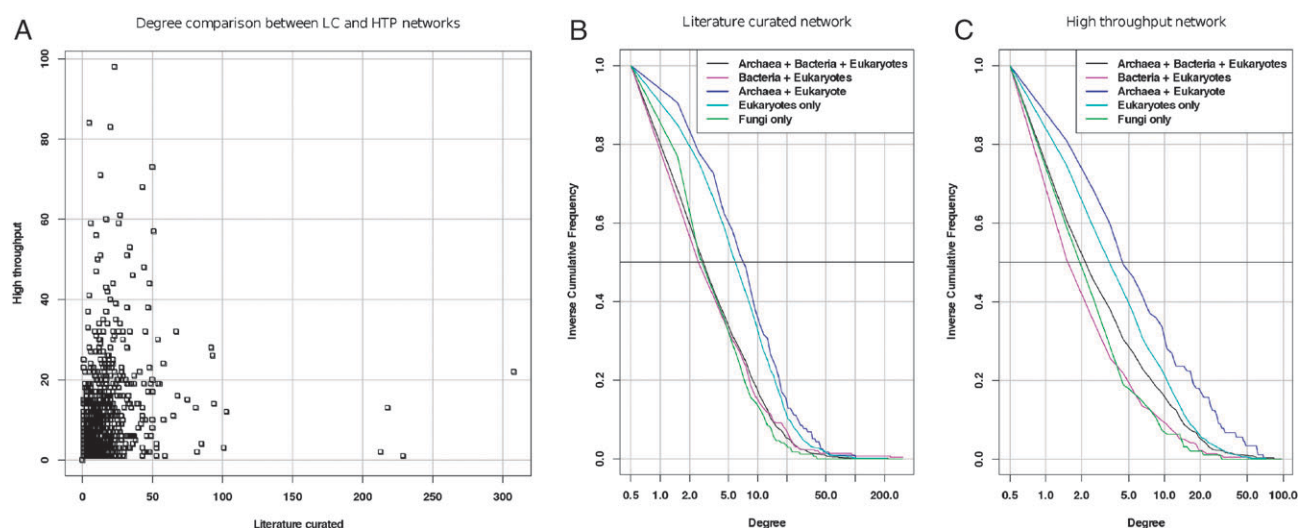 A
Degree comparison between LC and HTP networks
High throughput
100
80
60
40
20
0
0 50 100 150 200 250 300
Literature curated
B
Literature curated network
Archaea + Bacteria + Eukaryotes
Bacteria + Eukaryotes
Archaea + Eukaryote
Eukaryotes only
Fungi only
Inverse Cumulative Frequency
1.0
0.8
0.6
0.4
0.2
0.0
0.5 1.0 2.0 5.0 10.0 50.0 200.0
Degree
C
High throughput network
Archaea + Bacteria + Eukaryotes
Bacteria + Eukaryotes
Archaea + Eukaryote
Eukaryotes only
Fungi only
Inverse Cumulative Frequency
1.0
0.8
0.6
0.4
0.2
0.0
0.5 1.0 2.0 5.0 10.0 20.0 50.0 100.0
Degree